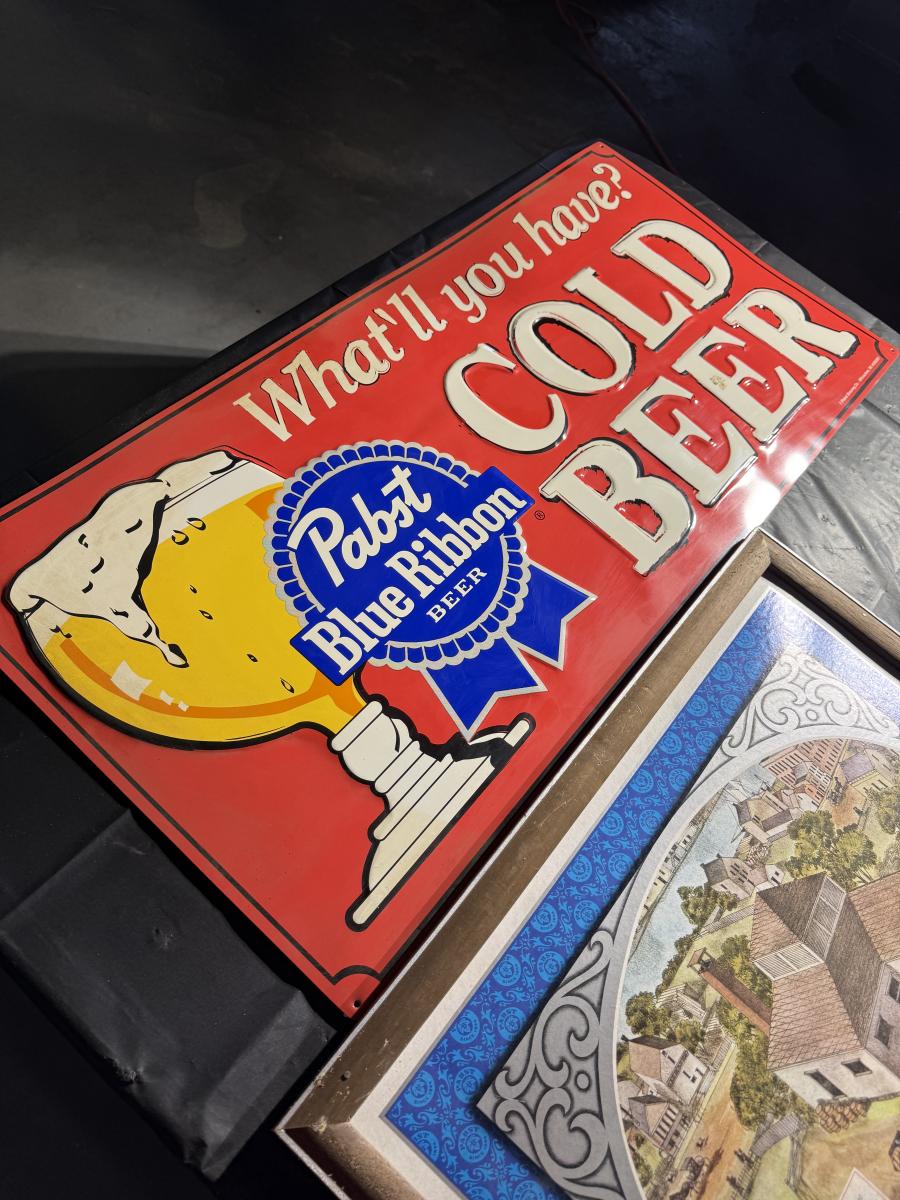 What'll you have?
COLD
BEER
Pabst
Blue Ribbon
BEER
®